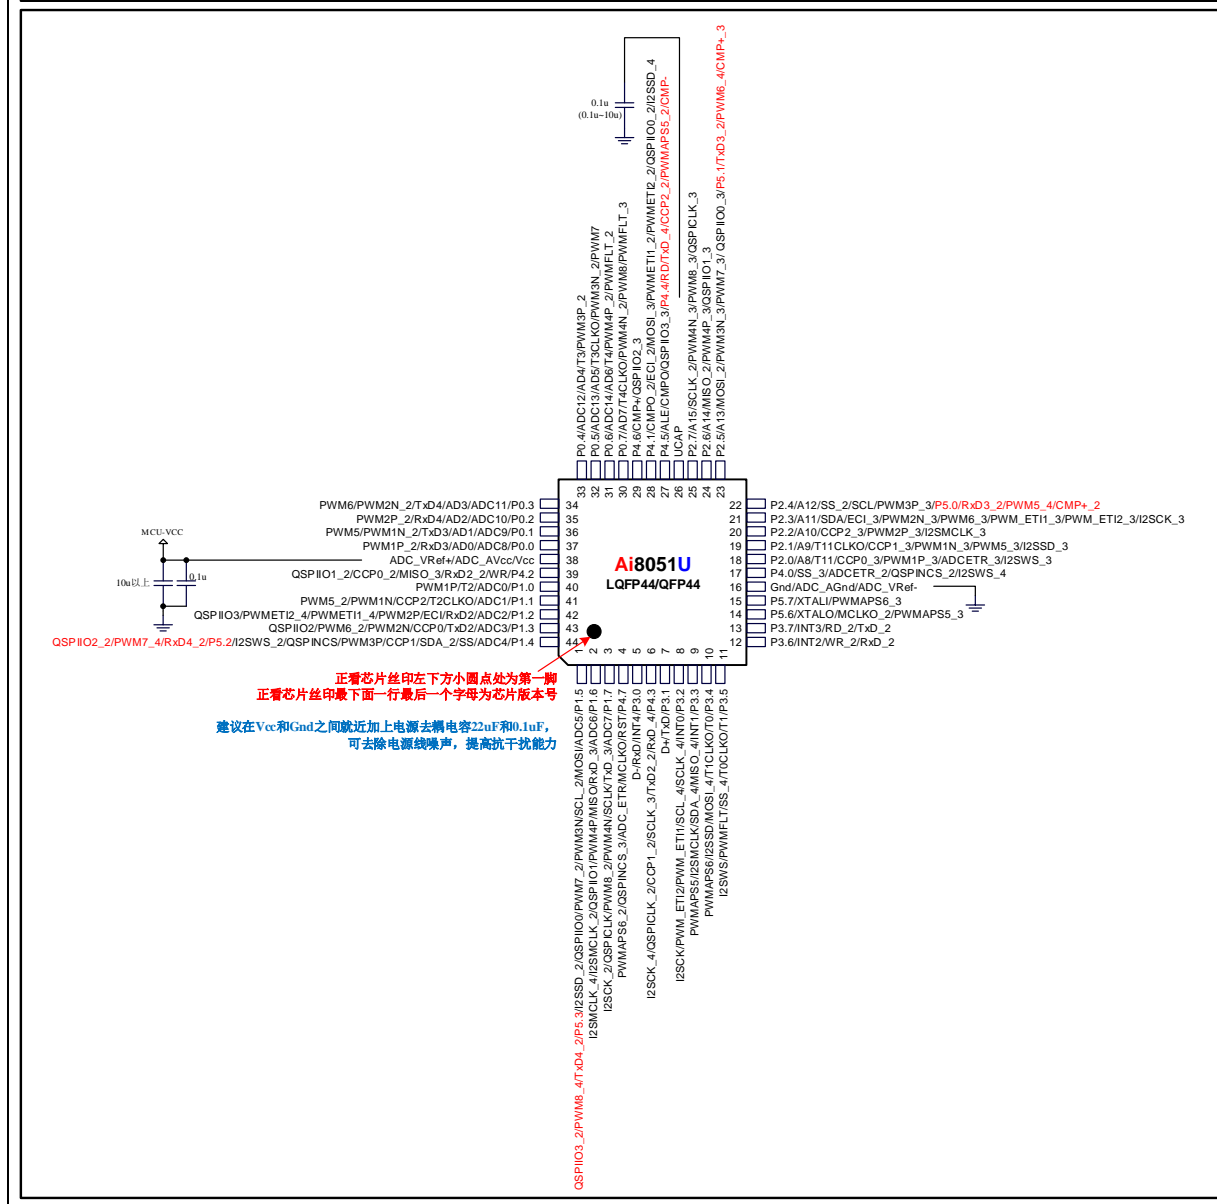 0.1u
(0.1u~10u)
P0.4/ADC12/AD4/T3/PWM3P_2
P0.5/ADC13/AD5/T3CLKO/PWM3N_2/PWM7
P0.6/ADC14/AD6/T4/PWM4P_2/PWMFLT_2
P0.7/AD7/T4CLKO/PWM4N_2/PWM8/PWMFLT_3
P4.6/CMP+/QSPIIO2_3
P4.1/CMPO_2/ECI_2/MOSI_3/PWMETI1_2/PWMETI2_2/QSPIIO0_2/I2SSD_4
P4.5/ALE/CMPO/QSPIIO3_3/P4.4/RD/TxD_4/CCP2_2/PWMAPS5_2/CMP-
UCAP
P2.7/A15/SCLK_2/PWM4N_3/PWM8_3/QSPICLK_3
P2.6/A14/MISO_2/PWM4P_3/QSPIIO1_3
P2.5/A13/MOSI_2/PWM3N_3/PWM7_3/ QSPIIO0_3/P5.1/TxD3_2/PWM6_4/CMP+_3
33
32
31
30
29
28
27
26
25
24
23
PWM6/PWM2N_2/TxD4/AD3/ADC11/P0.3 34
PWM2P_2/RxD4/AD2/ADC10/P0.2 35
PWM5/PWM1N_2/TxD3/AD1/ADC9/P0.1 36
PWM1P_2/RxD3/AD0/ADC8/P0.0 37
ADC_VRef+/ADC_AVcc/Vcc 38
QSPIIO1_2/CCP0_2/MISO_3/RxD2_2/WR/P4.2 39
PWM1P/T2/ADC0/P1.0 40
PWM5_2/PWM1N/CCP2/T2CLKO/ADC1/P1.1 41
QSPIIO3/PWMETI2_4/PWMETI1_4/PWM2P/ECI/RxD2/ADC2/P1.2 42
QSPIIO2/PWM6_2/PWM2N/CCP0/TxD2/ADC3/P1.3 43
QSPIIO2_2/PWM7_4/RxD4_2/P5.2/I2SWS_2/QSPINCS/PWM3P/CCP1/SDA_2/SS/ADC4/P1.4 44
MCU-VCC
10u以上
0.1u
Ai8051U
LQFP44/QFP44
22 P2.4/A12/SS_2/SCL/PWM3P_3/P5.0/RxD3_2/PWM5_4/CMP+_2
21 P2.3/A11/SDA/ECI_3/PWM2N_3/PWM6_3/PWM_ETI1_3/PWM_ETI2_3/I2SCK_3
20 P2.2/A10/CCP2_3/PWM2P_3/I2SMCLK_3
19 P2.1/A9/T11CLKO/CCP1_3/PWM1N_3/PWM5_3/I2SSD_3
18 P2.0/A8/T11/CCP0_3/PWM1P_3/ADCETR_3/I2SWS_3
17 P4.0/SS_3/ADCETR_2/QSPINCS_2/I2SWS_4
16 Gnd/ADC_AGnd/ADC_VRef-
15 P5.7/XTALI/PWMAPS6_3
14 P5.6/XTALO/MCLKO_2/PWMAPS5_3
13 P3.7/INT3/RD_2/TxD_2
12 P3.6/INT2/WR_2/RxD_2
1
2
3
4
5
6
7
8
9
10
11
QSPIIO3_2/PWM8_4/TxD4_2/P5.3/I2SSD_2/QSPIIO0/PWM7_2/PWM3N/SCL_2/MOSI/ADC5/P1.5
I2SMCLK_4/I2SMCLK_2/QSPIIO1/PWM4P/MISO/RxD_3/ADC6/P1.6
I2SCK_2/QSPICLK/PWM8_2/PWM4N/SCLK/TxD_3/ADC7/P1.7
PWMAPS6_2/QSPINCS_3/ADC_ETR/MCLKO/RST/P4.7
D-/RxD/INT4/P3.0
I2SCK_4/QSPICLK_2/CCP1_2/SCLK_3/TxD2_2/RxD_4/P4.3
D+/TxD/P3.1
I2SCK/PWM_ETI2/PWM_ETI1/SCL_4/SCLK_4/INT0/P3.2
PWMAPS5/I2SMCLK/SDA_4/MISO_4/INT1/P3.3
PWMAPS6/I2SSD/MOSI_4/T1CLKO/T0/P3.4
I2SWS/PWMFLT/SS_4/T0CLKO/T1/P3.5
正看芯片丝印左下方小圆点处为第一脚
正看芯片丝印最下面一行最后一个字母为芯片版本号
建议在Vcc和Gnd之间就近加上电源去耦电容22uF和0.1uF，
可去除电源线噪声，提高抗干扰能力